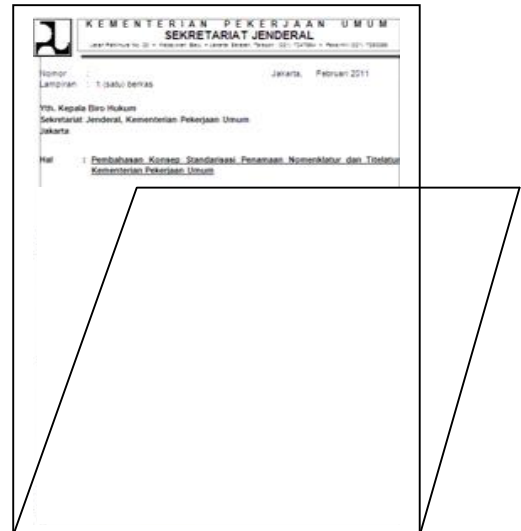 KEMENTERIAN PEKERJAAN UMUM
SEKRETARIAT JENDERAL
Nomor :
Jakarta, Pebruari 2011
Lampiran : 1 (satu) berkas
Yth. Kepala Biro Hukum
Sekretariat Jenderal, Kementerian Pekerjaan Umum
Jakarta
Hal : Pembahasan Konsep Standarisasi Penamaan Nomenklatur dan Titelatur
Kementerian Pekerjaan Umum